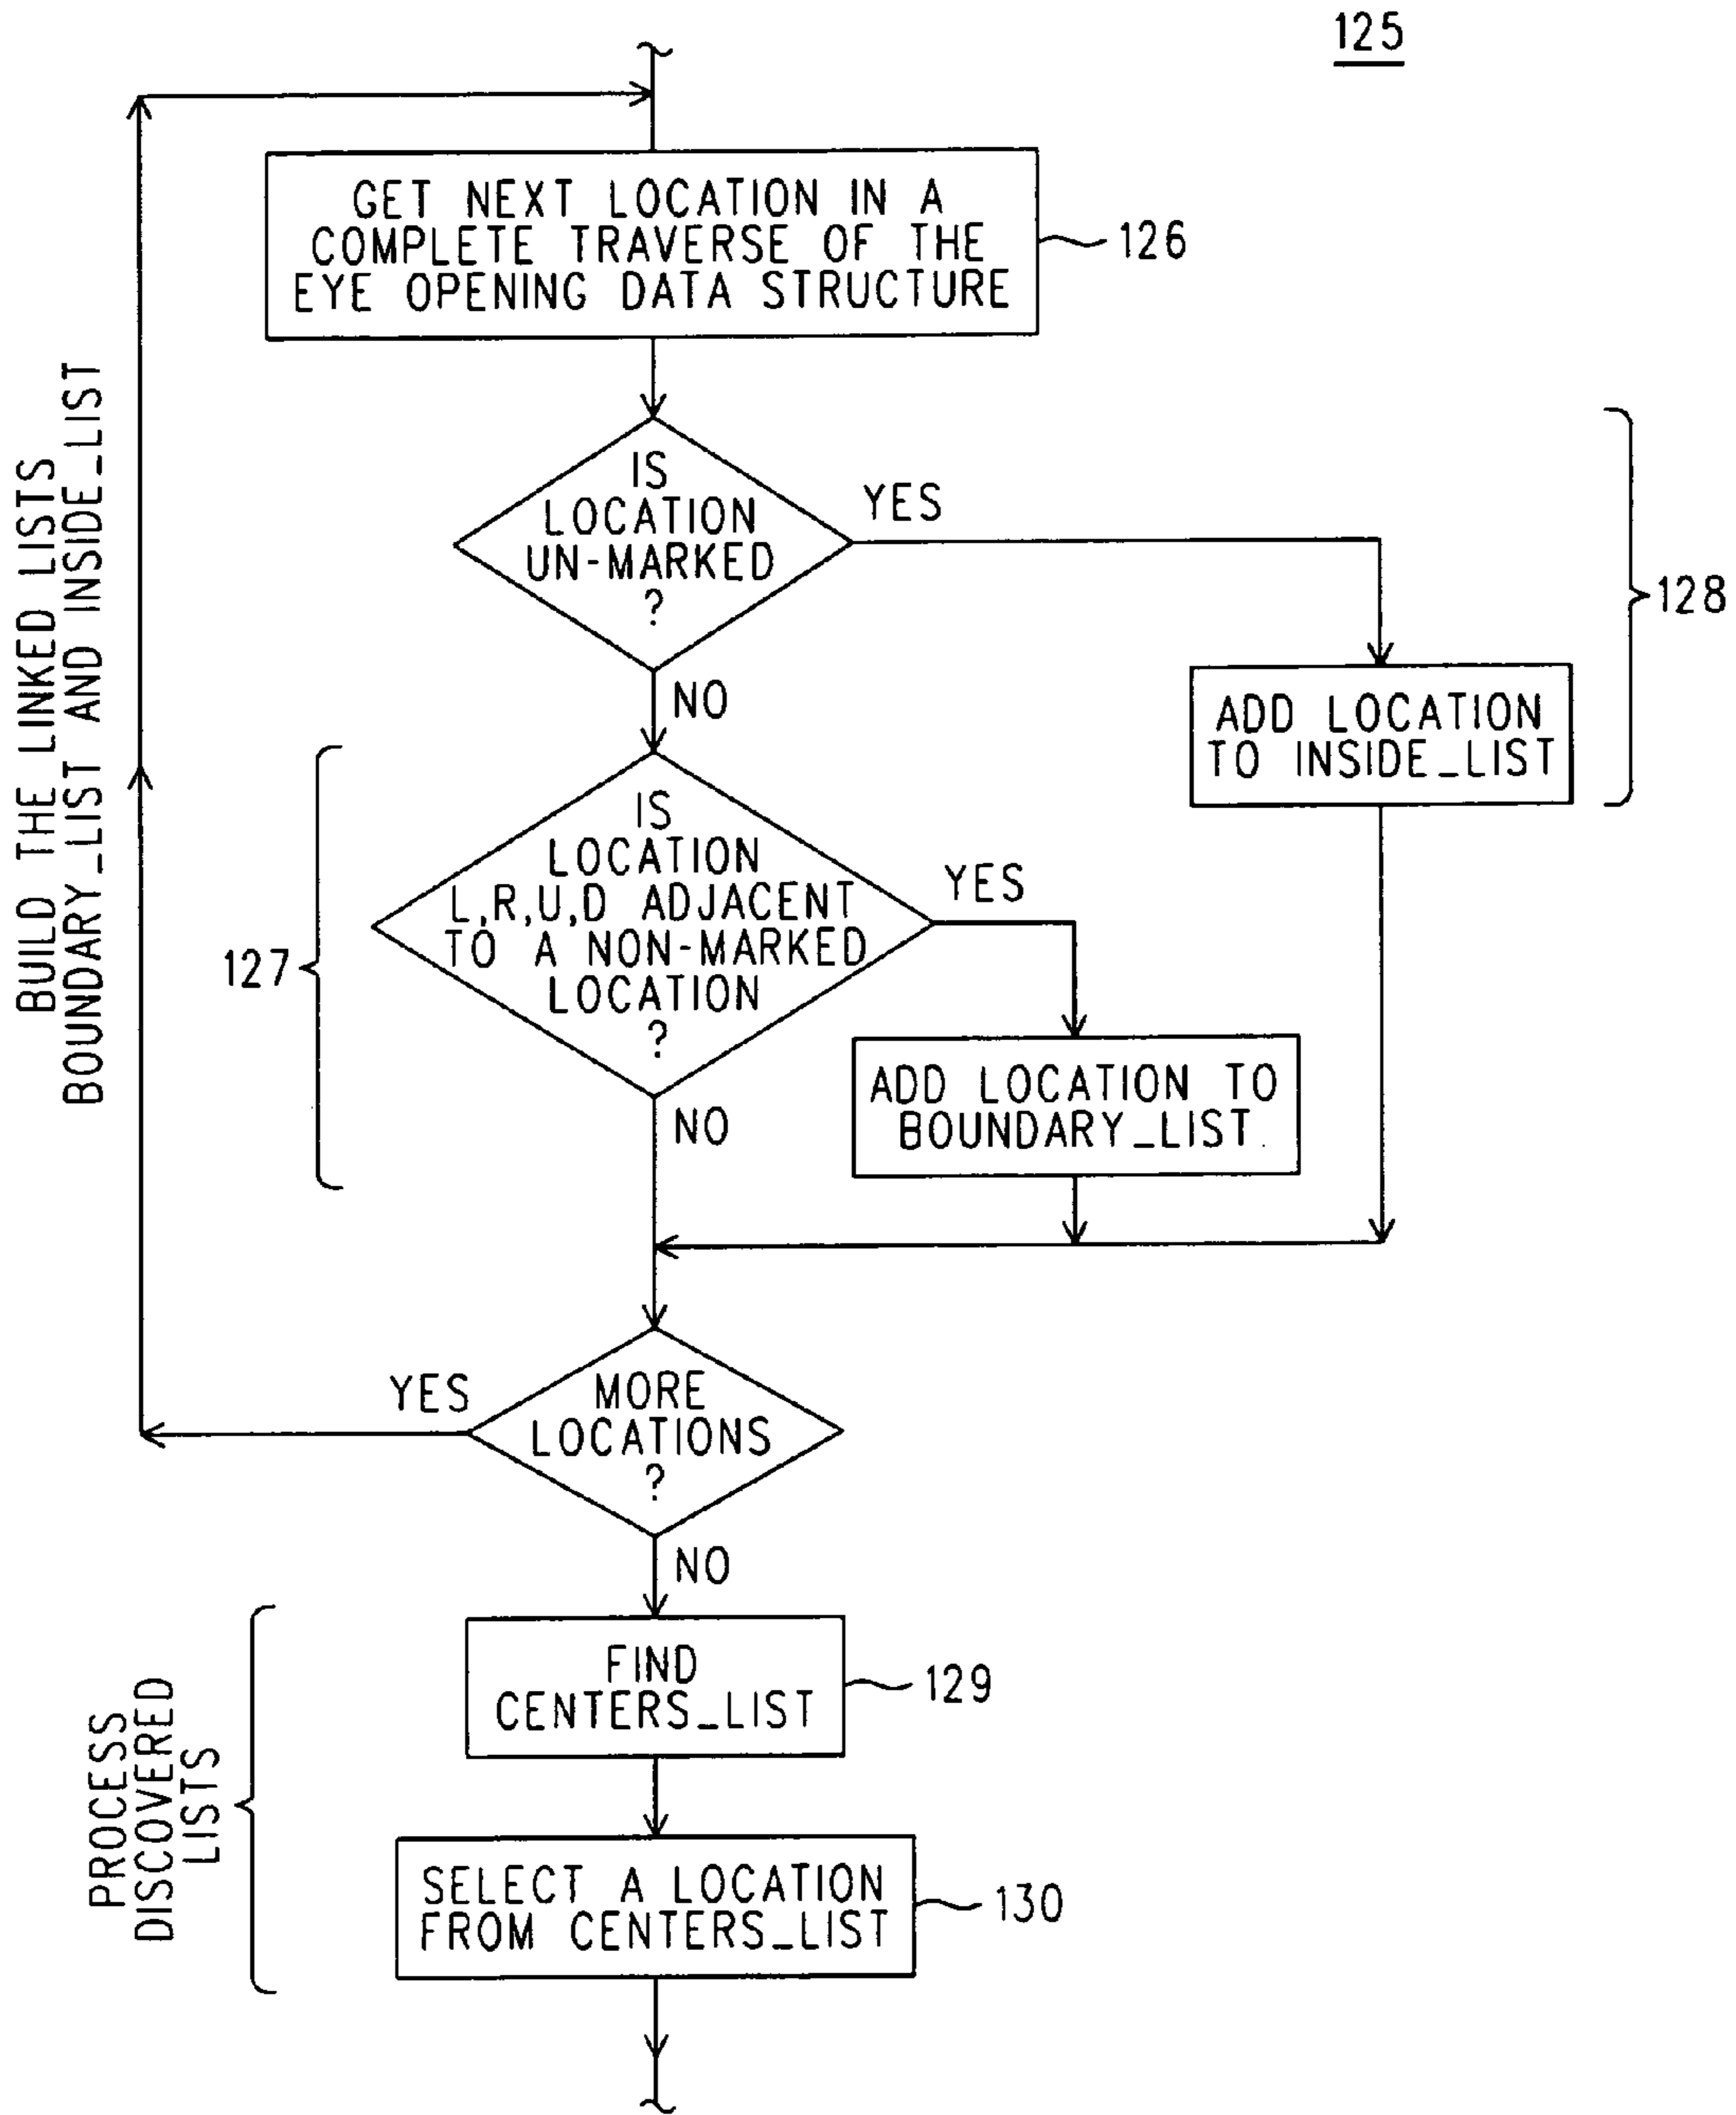 125
GET NEXT LOCATION IN A
COMPLETE TRAVERSE OF THE
EYE OPENING DATA STRUCTURE
126
IS
LOCATION
UN-MARKED
?
YES
NO
128
ADD LOCATION
TO INSIDE_LIST
BUILD THE LINKED LISTS
BOUNDARY_LIST AND INSIDE_LIST
127
IS
LOCATION
L,R,U,D ADJACENT
TO A NON-MARKED
LOCATION
?
YES
NO
ADD LOCATION TO
BOUNDARY_LIST
MORE
LOCATIONS
?
YES
NO
PROCESS
DISCOVERED
LISTS
FIND
CENTERS_LIST
129
SELECT A LOCATION
FROM CENTERS_LIST
130